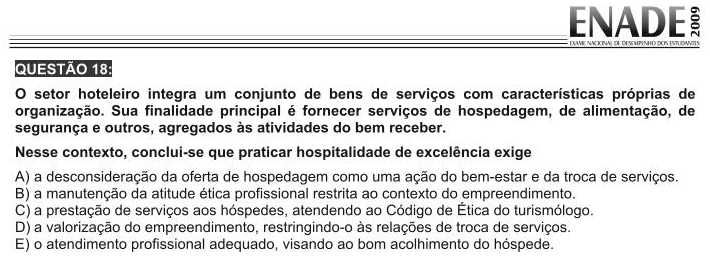 ENADE 2009
EXAME NACIONAL DE DESEMPENHO DOS ESTUDANTES
QUESTÃO 18:
O setor hoteleiro integra um conjunto de bens de serviços com características próprias de
organização. Sua finalidade principal é fornecer serviços de hospedagem, de alimentação, de
segurança e outros, agregados às atividades do bem receber.
Nesse contexto, conclui-se que praticar hospitalidade de excelência exige
A) a desconsideração da oferta de hospedagem como uma ação do bem-estar e da troca de serviços.
B) a manutenção da atitude ética profissional restrita ao contexto do empreendimento.
C) a prestação de serviços aos hóspedes, atendendo ao Código de Ética do turismólogo.
D) a valorização do empreendimento, restringindo-o às relações de troca de serviços.
E) o atendimento profissional adequado, visando ao bom acolhimento do hóspede.